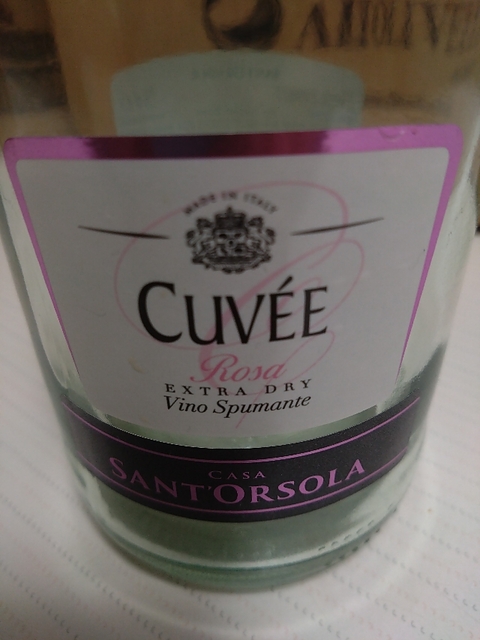 MADE IN ITALY
CUVÉE
Rosa
EXTRA DRY
Vino Spumante
CASA
SANT'ORSOLA